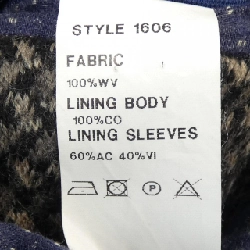 STYLE 1606
FABRIC
100%WV
LINING BODY
100%CO
LINING SLEEVES
60%AC 40%VI
P